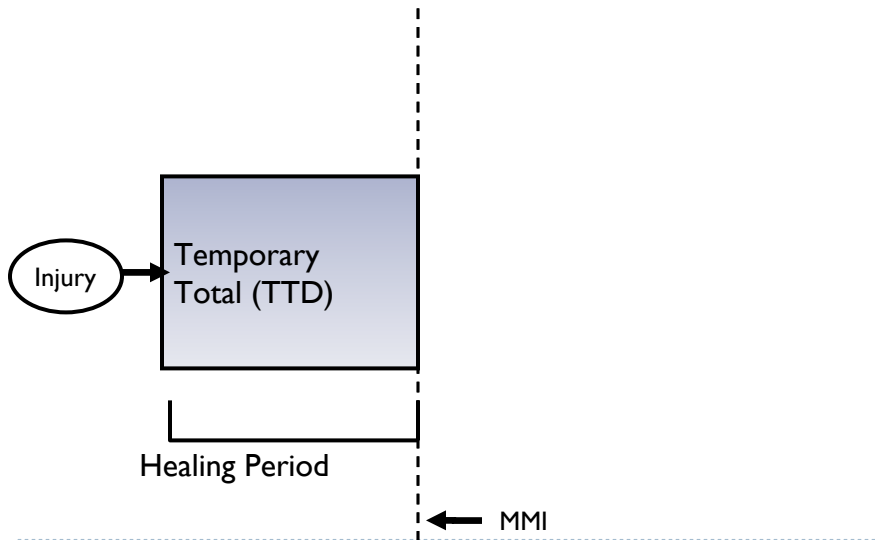 Injury
Temporary
Total (TTD)
Healing Period
MMI